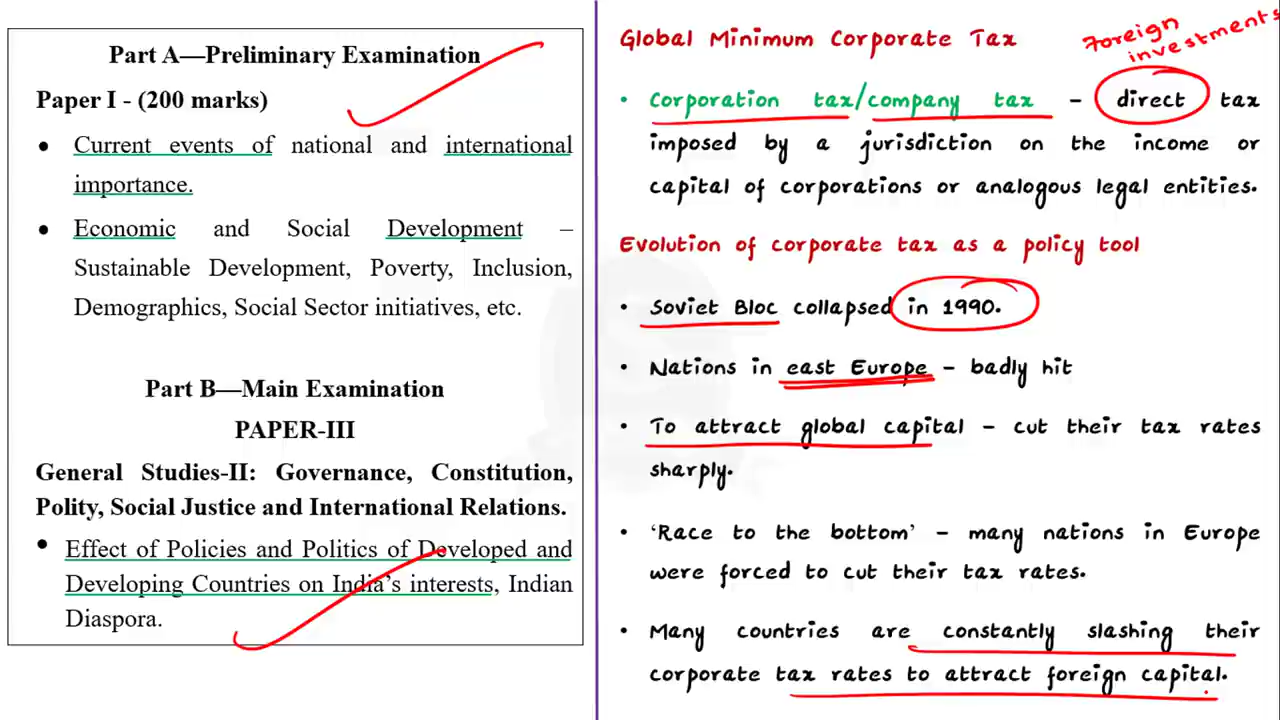 Part A—Preliminary Examination
Paper I - (200 marks)
● Current events of national and international
importance.
● Economic and Social Development –
Sustainable Development, Poverty, Inclusion,
Demographics, Social Sector initiatives, etc.
Part B—Main Examination
PAPER-III
General Studies-II: Governance, Constitution,
Polity, Social Justice and International Relations.
● Effect of Policies and Politics of Developed and
Developing Countries on India's interests, Indian
Diaspora.
Global Minimum Corporate Tax
Foreign
investments
• Corporation tax/company tax – direct tax
imposed by a jurisdiction on the income or
capital of corporations or analogous legal entities.
Evolution of corporate tax as a policy tool
• Soviet Bloc collapsed in 1990.
• Nations in east Europe – badly hit
• To attract global capital – cut their tax rates
sharply.
• ‘Race to the bottom’ – many nations in Europe
were forced to cut their tax rates.
• Many countries are constantly slashing their
corporate tax rates to attract foreign capital.